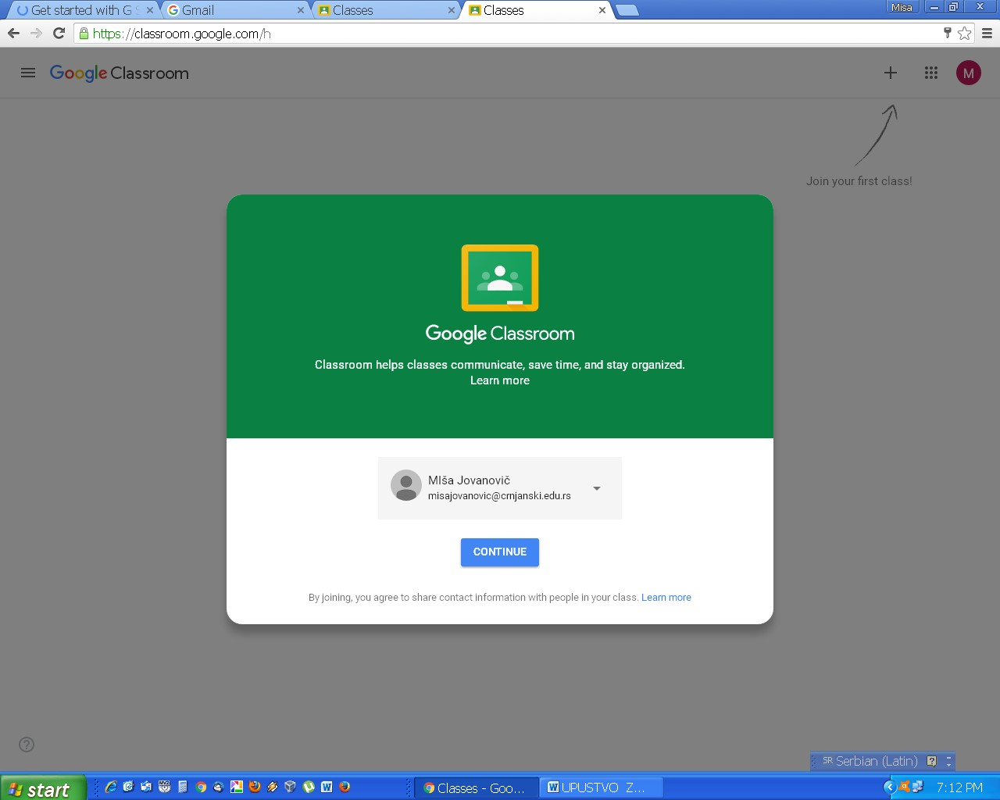 Get started with G S
Gmail
Classes
Classes
Misa
https://classroom.google.com/h
Google Classroom
M
Join your first class!
Google Classroom
Classroom helps classes communicate, save time, and stay organized.
Learn more
MIša Jovanovič
misajovanovic@crnjanski.edu.rs
CONTINUE
By joining, you agree to share contact information with people in your class. Learn more
SR Serbian (Latin)
start
Classes - Goo...
UPUSTVO Z...
7:12 PM